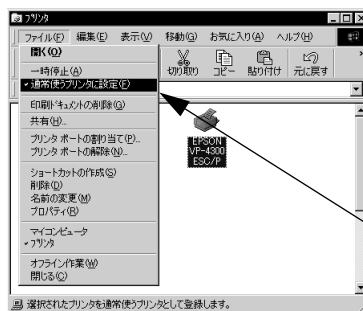 プリンタ
ファイル(F) 編集(E) 表示(V) 移動(G) お気に入り(A) ヘルプ(H)
切り取り コピー 貼り付け 元に戻す
開く(O)
一時停止(A)
通常使うプリンタに設定(F)
印刷ドキュメントの削除(G)
共有(H)...
プリンタ ポートの割り当て(P)...
プリンタ ポートの解除(N)...
ショートカットの作成(S)
削除(D)
名前の変更(M)
プロパティ(R)
マイコンピュータ
プリンタ
オフライン作業(W)
閉じる(C)
EPSON
VP-4300
ESC/P
選択されたプリンタを通常使うプリンタとして登録します。